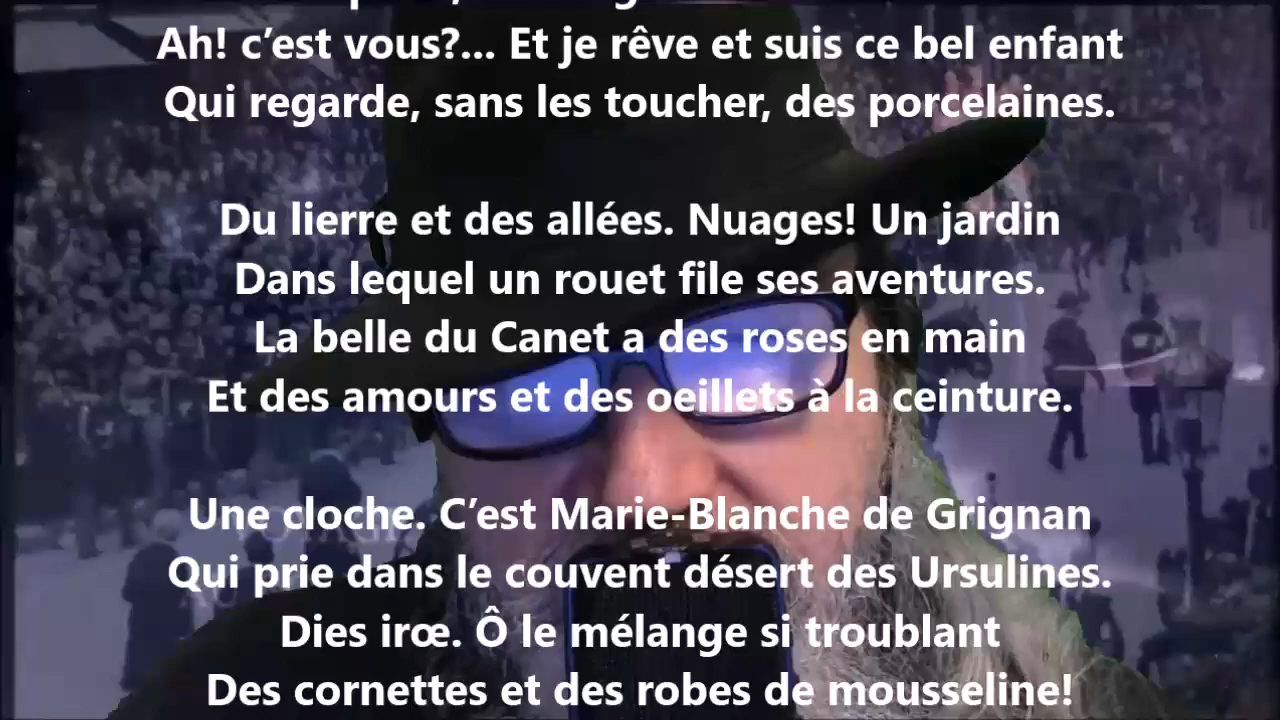 Ah! c’est vous?... Et je rêve et suis ce bel enfant
Qui regarde, sans les toucher, des porcelaines.
Du lierre et des allées. Nuages! Un jardin
Dans lequel un rouet file ses aventures.
La belle du Canet a des roses en main
Et des amours et des oeillets à la ceinture.
Une cloche. C’est Marie-Blanche de Grignan
Qui prie dans le couvent désert des Ursulines.
Dies irœ. Ô le mélange si troublant
Des cornettes et des robes de mousseline!